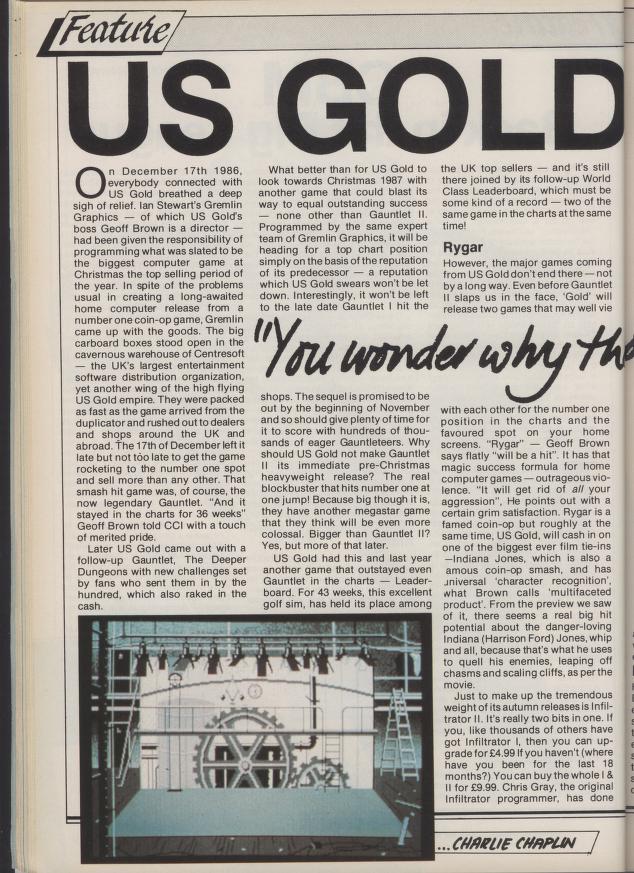 Feature
US GOLD
On December 17th 1986,
everybody connected with
US Gold breathed a deep
sigh of relief. Ian Stewart's Gremlin
Graphics — of which US Gold's
boss Geoff Brown is a director —
had been given the responsibility of
programming what was slated to be
the biggest computer game at
Christmas the top selling period of
the year. In spite of the problems
usual in creating a long-awaited
home computer release from a
number one coin-op game, Gremlin
came up with the goods. The big
carboard boxes stood open in the
cavernous warehouse of Centresoft
— the UK's largest entertainment
software distribution organization,
yet another wing of the high flying
US Gold empire. They were packed
as fast as the game arrived from the
duplicator and rushed out to dealers
and shops around the UK and
abroad. The 17th of December left it
late but not too late to get the game
rocketing to the number one spot
and sell more than any other. That
smash hit game was, of course, the
now legendary Gauntlet. "And it
stayed in the charts for 36 weeks"
Geoff Brown told CCI with a touch
of merited pride.
Later US Gold came out with a
follow-up Gauntlet, The Deeper
Dungeons with new challenges set
by fans who sent them in by the
hundred, which also raked in the
cash.
What better than for US Gold to
look towards Christmas 1987 with
another game that could blast its
way to equal outstanding success
— none other than Gauntlet II.
Programmed by the same expert
team of Gremlin Graphics, it will be
heading for a top chart position
simply on the basis of the reputation
of its predecessor — a reputation
which US Gold swears won't be let
down. Interestingly, it won't be left
to the late date Gauntlet I hit the
"You wonder why the
shops. The sequel is promised to be
out by the beginning of November
and so should give plenty of time for
it to score with hundreds of thou-
sands of eager Gauntleteers. Why
should US Gold not make Gauntlet
II its immediate pre-Christmas
heavyweight release? The real
blockbuster that hits number one at
one jump! Because big though it is,
they have another megastar game
that they think will be even more
colossal. Bigger than Gauntlet II?
Yes, but more of that later.
US Gold had this and last year
another game that outstayed even
Gauntlet in the charts — Leader-
board. For 43 weeks, this excellent
golf sim, has held its place among
the UK top sellers — and it's still
there joined by its follow-up World
Class Leaderboard, which must be
some kind of a record — two of the
same game in the charts at the same
time!
Rygar
However, the major games coming
from US Gold don't end there — not
by a long way. Even before Gauntlet
II slaps us in the face, 'Gold' will
release two games that may well vie
with each other for the number one
position in the charts and the
favoured spot on your home
screens. "Rygar" — Geoff Brown
says flatly "will be a hit". It has that
magic success formula for home
computer games — outrageous vio-
lence. "It will get rid of all your
aggression", He points out with a
certain grim satisfaction. Rygar is a
famed coin-op but roughly at the
same time, US Gold, will cash in on
one of the biggest ever film tie-ins
—Indiana Jones, which is also a
amous coin-op smash, and has
universal 'character recognition',
what Brown calls 'multifaceted
product'. From the preview we saw
of it, there seems a real big hit
potential about the danger-loving
Indiana (Harrison Ford) Jones, whip
and all, because that's what he uses
to quell his enemies, leaping off
chasms and scaling cliffs, as per the
movie.
Just to make up the tremendous
weight of its autumn releases is Infil-
trator II. It's really two bits in one. If
you, like thousands of others have
got Infiltrator I, then you can up-
grade for £4.99 If you haven't (where
have you been for the last 18
months?) You can buy the whole I &
II for £9.99. Chris Gray, the original
Infiltrator programmer, has done
...CHARLIE CHAPLIN